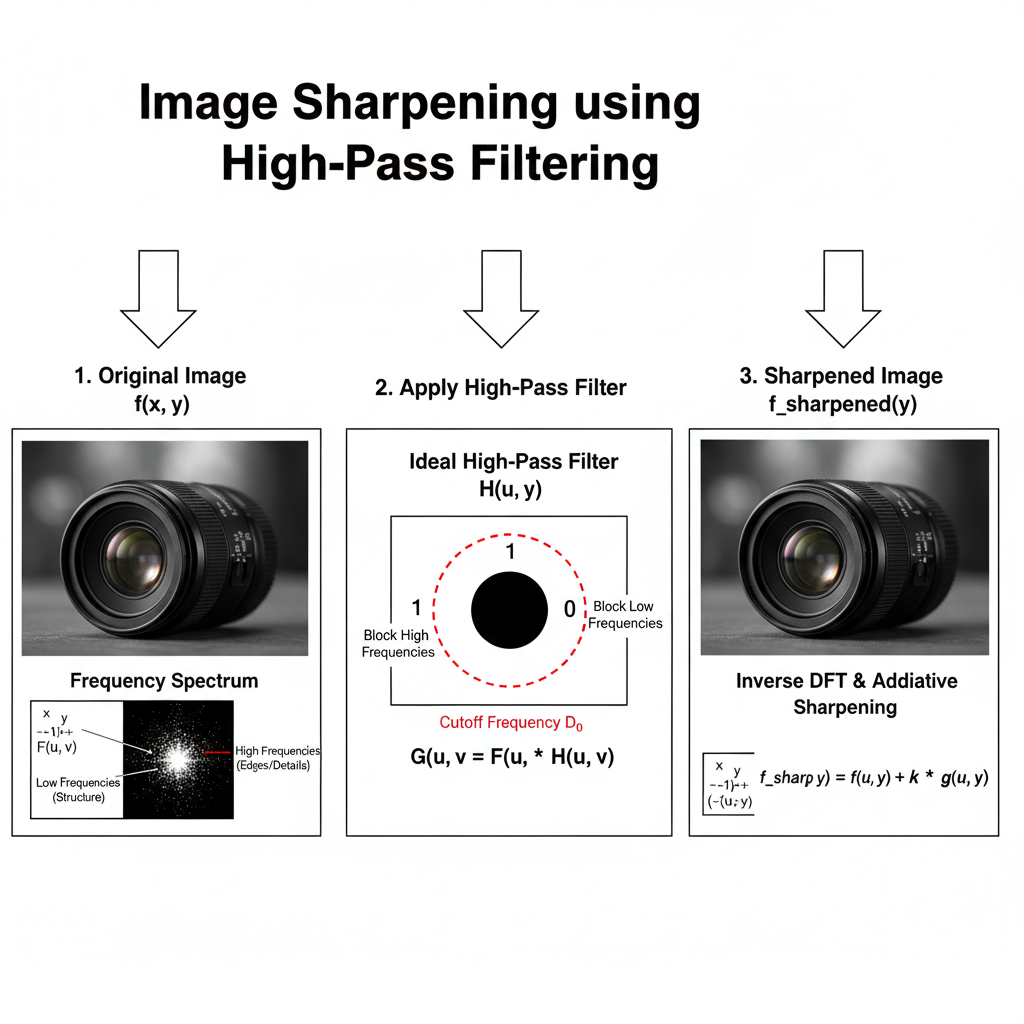 Image Sharpening using
High-Pass Filtering
1. Original Image
f(x, y)
Frequency Spectrum
x y
--1)•+
F(u, v)
Low Frequencies
(Structure)
High Frequencies
(Edges/Details)
2. Apply High-Pass Filter
Ideal High-Pass Filter
H(u, y)
1
1
0
Block High
Frequencies
Block Low
Frequencies
Cutoff Frequency D₀
G(u, v = F(u, * H(u, v)
3. Sharpened Image
f_sharpened(y)
Inverse DFT & Addiative
Sharpening
x y
--1)-+
(-(u,y)
f_sharp y) = f(u, y) + k * g(u, y)